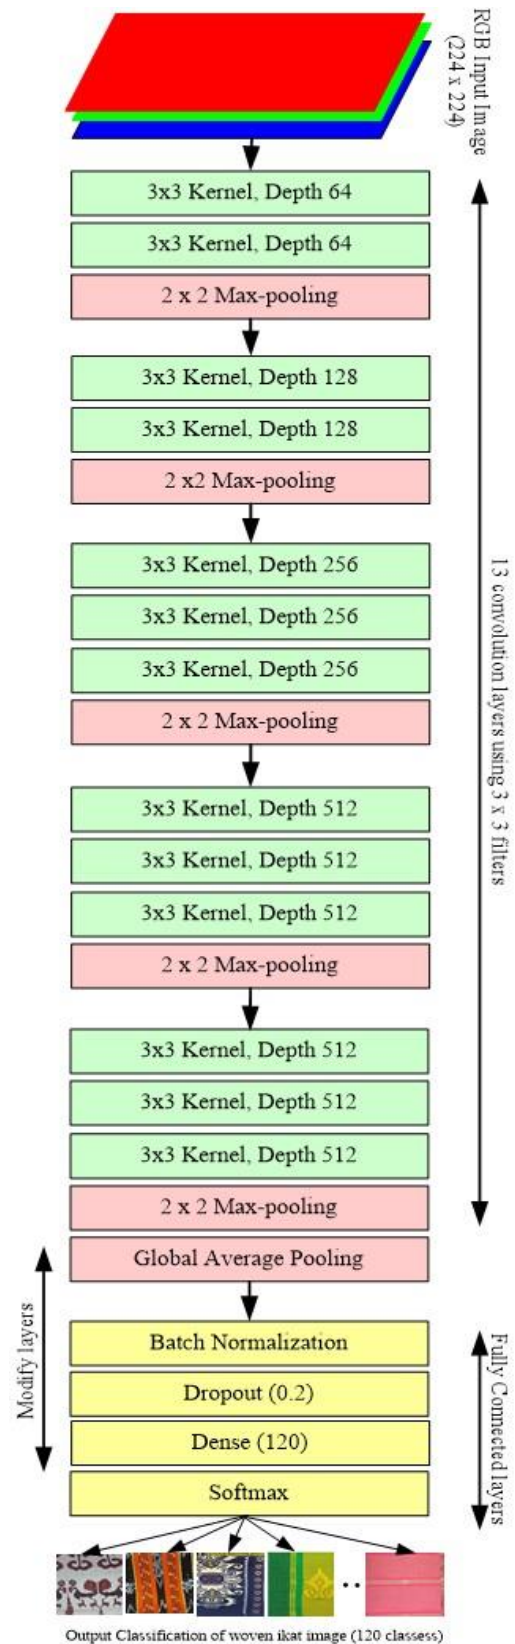 RGB Input Image
(224 x 224)
3x3 Kernel, Depth 64
3x3 Kernel, Depth 64
2 x 2 Max-pooling
3x3 Kernel, Depth 128
3x3 Kernel, Depth 128
2 x2 Max-pooling
3x3 Kernel, Depth 256
3x3 Kernel, Depth 256
3x3 Kernel, Depth 256
2 x 2 Max-pooling
3x3 Kernel, Depth 512
3x3 Kernel, Depth 512
3x3 Kernel, Depth 512
2 x 2 Max-pooling
3x3 Kernel, Depth 512
3x3 Kernel, Depth 512
3x3 Kernel, Depth 512
2 x 2 Max-pooling
13 convolution layers using 3 x 3 filters
Global Average Pooling
Batch Normalization
Dropout (0.2)
Dense (120)
Softmax
Modify layers
Fully Connected layers
Output Classification of woven ikat image (120 classess)